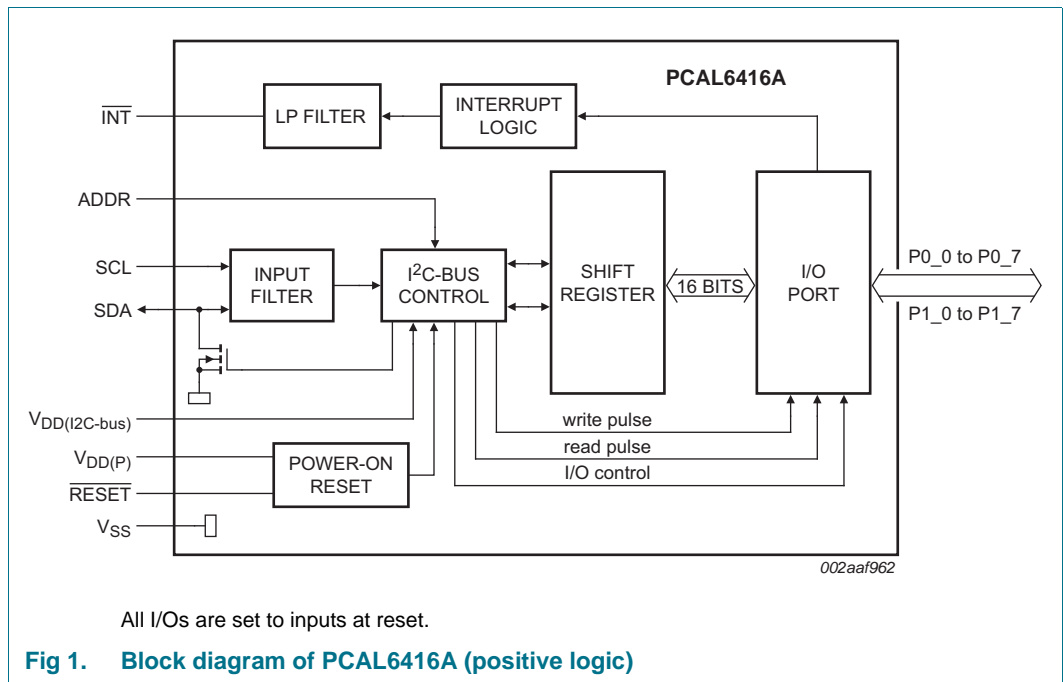 PCAL6416A
INT
LP FILTER
INTERRUPT
LOGIC
ADDR
SCL
SDA
INPUT
FILTER
I2C-BUS
CONTROL
SHIFT
REGISTER
16 BITS
I/O
PORT
P0_0 to P0_7
P1_0 to P1_7
VDD(I2C-bus)
write pulse
read pulse
I/O control
VDD(P)
RESET
POWER-ON
RESET
VSS
002aaf962
All I/Os are set to inputs at reset.
Fig 1. Block diagram of PCAL6416A (positive logic)